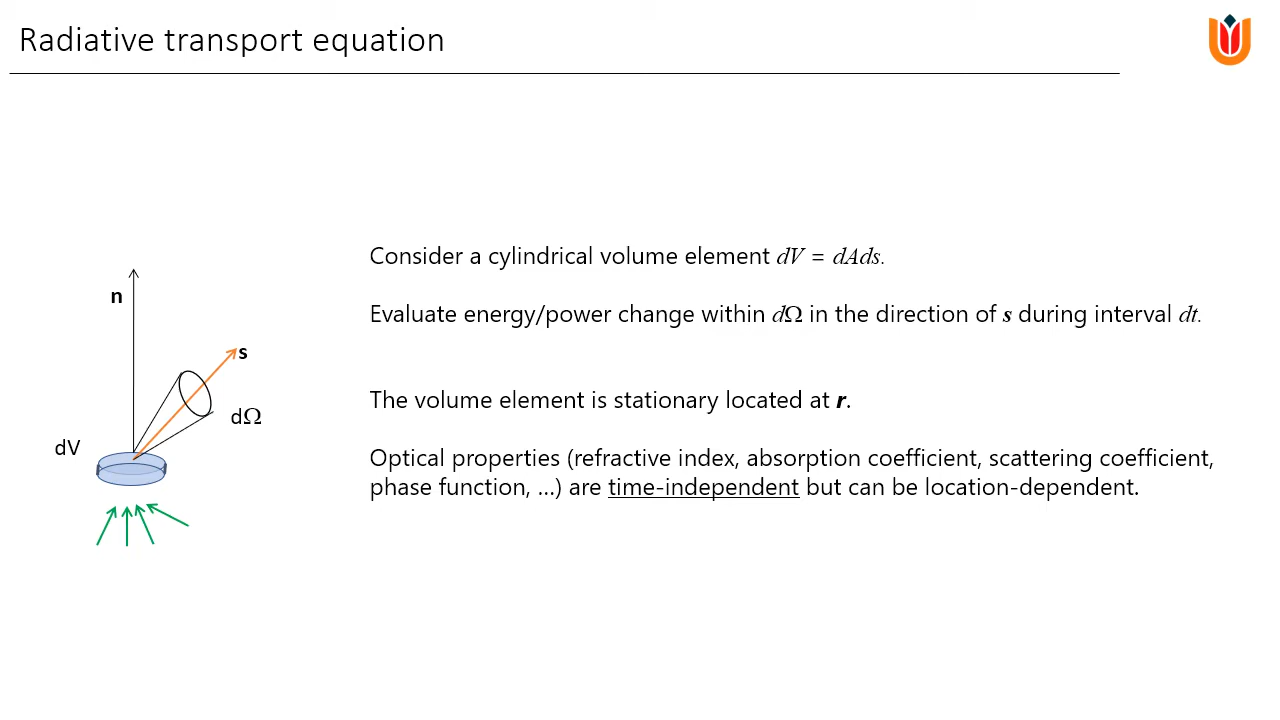 Radiative transport equation
Consider a cylindrical volume element dV = dAds.
n
Evaluate energy/power change within dΩ in the direction of s during interval dt.
s
The volume element is stationary located at r.
dΩ
dV
Optical properties (refractive index, absorption coefficient, scattering coefficient,
phase function, ...) are time-independent but can be location-dependent.